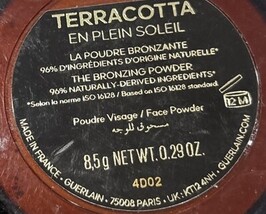 TERRACOTTA
EN PLEIN SOLEIL
LA POUDRE BRONZANTE
96% D'INGRÉDIENTS D'ORIGINE NATURELLE*
THE BRONZING POWDER
96% NATURALLY-DERIVED INGREDIENTS*
*Selon la norme ISO 16128 / Based on ISO 16128
12 M
Poudre Visage / Face Powder
مسحوق للوجه
8,5g NET WT. 0.29 OZ.
4D02
MADE IN FRANCE - GUERLAIN - 75008 PARIS - UK: KT12 4NH - GUERLAIN.COM